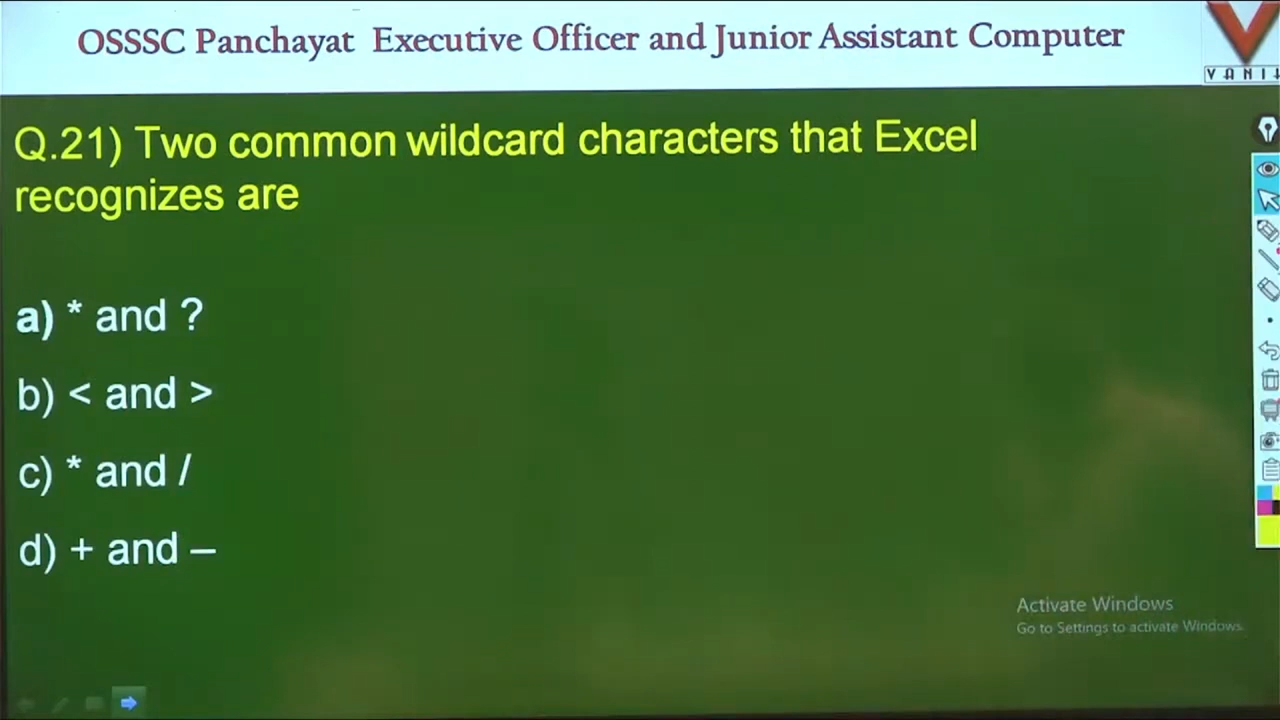 OSSSC Panchayat Executive Officer and Junior Assistant Computer
VANI
Q.21) Two common wildcard characters that Excel
recognizes are
a) * and ?
b) < and >
c) * and /
d) + and –
Activate Windows
Go to Settings to activate Windows.